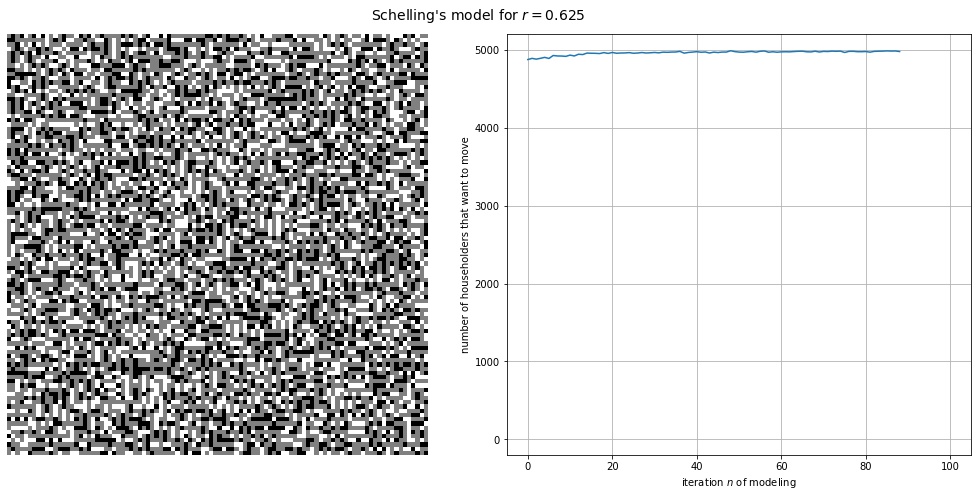 Schelling's model for r = 0.625
5000
4000
3000
2000
1000
0
number of householders that want to move
0 20 40 60 80 100
iteration n of modeling